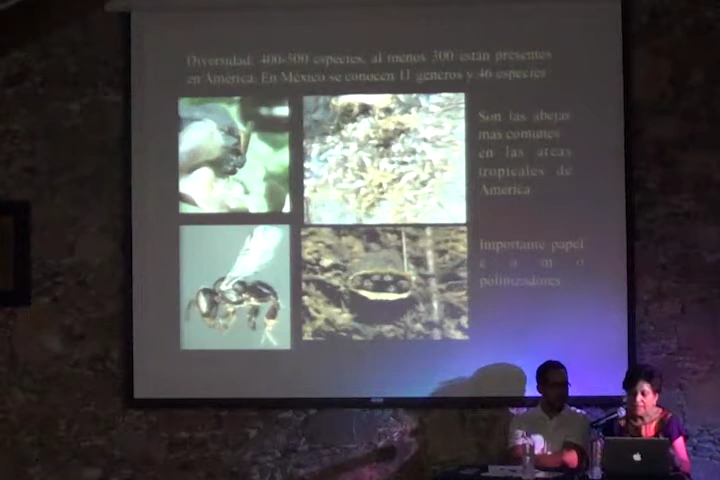 Diversidad: 400-500 especies, al menos 300 están presentes
en América. En México se conocen 11 géneros y 46 especies
Son las abejas
mas comunes
en las areas
tropicales de
America
Importante papel
c o m o
polinizadores